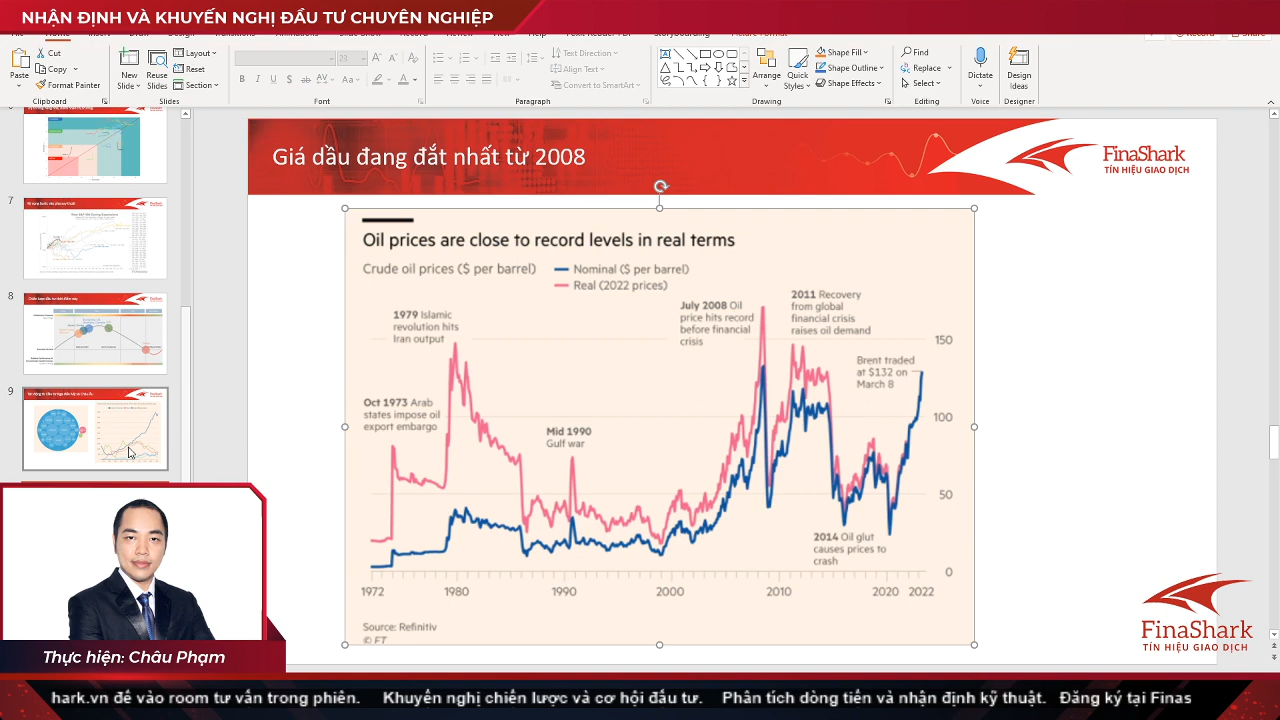 NHẬN ĐỊNH VÀ KHUYẾN NGHỊ ĐẦU TƯ CHUYÊN NGHIỆP
Paste
Cut
Copy
Format Painter
Clipboard
New Slides
Reuse Slides
Layout
Reset
Section
Slides
23
Font
Text Direction
Align Text
Convert to SmartArt
Paragraph
Arrange
Quick Styles
Shape Fill
Shape Outline
Shape Effects
Drawing
Find
Replace
Select
Editing
Dictate
Voice
Design Ideas
Designer
7
8
9
Giá dầu đang đắt nhất từ 2008
FinaShark
TÍN HIỆU GIAO DỊCH
Oil prices are close to record levels in real terms
Crude oil prices ($ per barrel)
Nominal ($ per barrel)
Real (2022 prices)
1979 Islamic
revolution hits
Iran output
July 2008 Oil
price hits record
before financial
crisis
2011 Recovery
from global
financial crisis
raises oil demand
Brent traded
at $132 on
March 8
Oct 1973 Arab
states impose oil
export embargo
Mid 1990
Gulf war
2014 Oil glut
causes prices to
crash
150
100
50
0
1972 1980 1990 2000 2010 2020 2022
Source: Refinitiv
© FT
FinaShark
TÍN HIỆU GIAO DỊCH
Thực hiện: Châu Phạm
hark.vn để vào room tư vấn trong phiên. Khuyến nghị chiến lược và cơ hội đầu tư. Phân tích dòng tiền và nhận định kỹ thuật. Đăng ký tại Finas